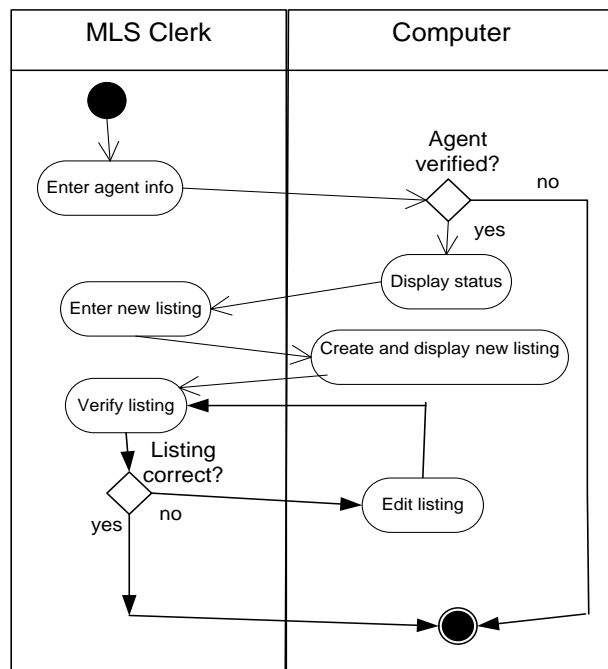 MLS Clerk
Computer
Agent
verified?
Enter agent info
no
yes
Display status
Enter new listing
Create and display new listing
Verify listing
Listing
correct?
Edit listing
yes
no